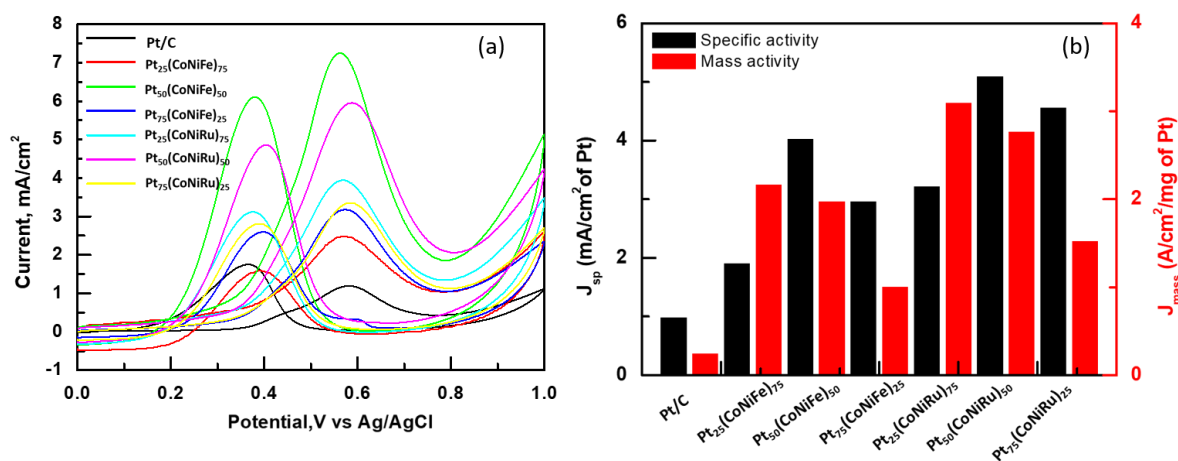 (a)
Pt/C
Pt25(CoNiFe)75
Pt50(CoNiFe)50
Pt75(CoNiFe)25
Pt25(CoNiRu)75
Pt50(CoNiRu)50
Pt75(CoNiRu)25
8
7
6
5
4
3
2
1
0
-1
Current, mA/cm2
0.0 0.2 0.4 0.6 0.8 1.0
Potential,V vs Ag/AgCl
(b)
Specific activity
Mass activity
6
4
2
0
Jsp (mA/cm2of Pt)
4
2
0
Jmass (A/cm2/mg of Pt)
Pt/C
Pt25(CoNiFe)75
Pt50(CoNiFe)50
Pt75(CoNiFe)25
Pt25(CoNiRu)75
Pt50(CoNiRu)50
Pt75(CoNiRu)25